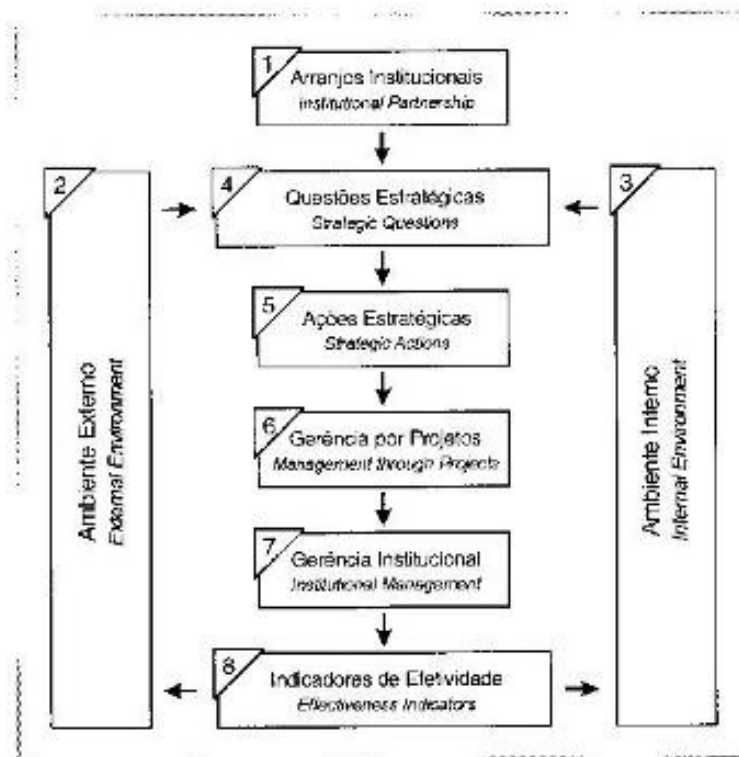 1
Arranjos Institucionais
Institutional Partnership
2
Ambiente Externo
External Environment
4
Questões Estratégicas
Strategic Questions
3
Ambiente Interno
Internal Environment
5
Ações Estratégicas
Strategic Actions
6
Gerência por Projetos
Management through Projects
7
Gerência Institucional
Institutional Management
8
Indicadores de Efetividade
Effectiveness Indicators